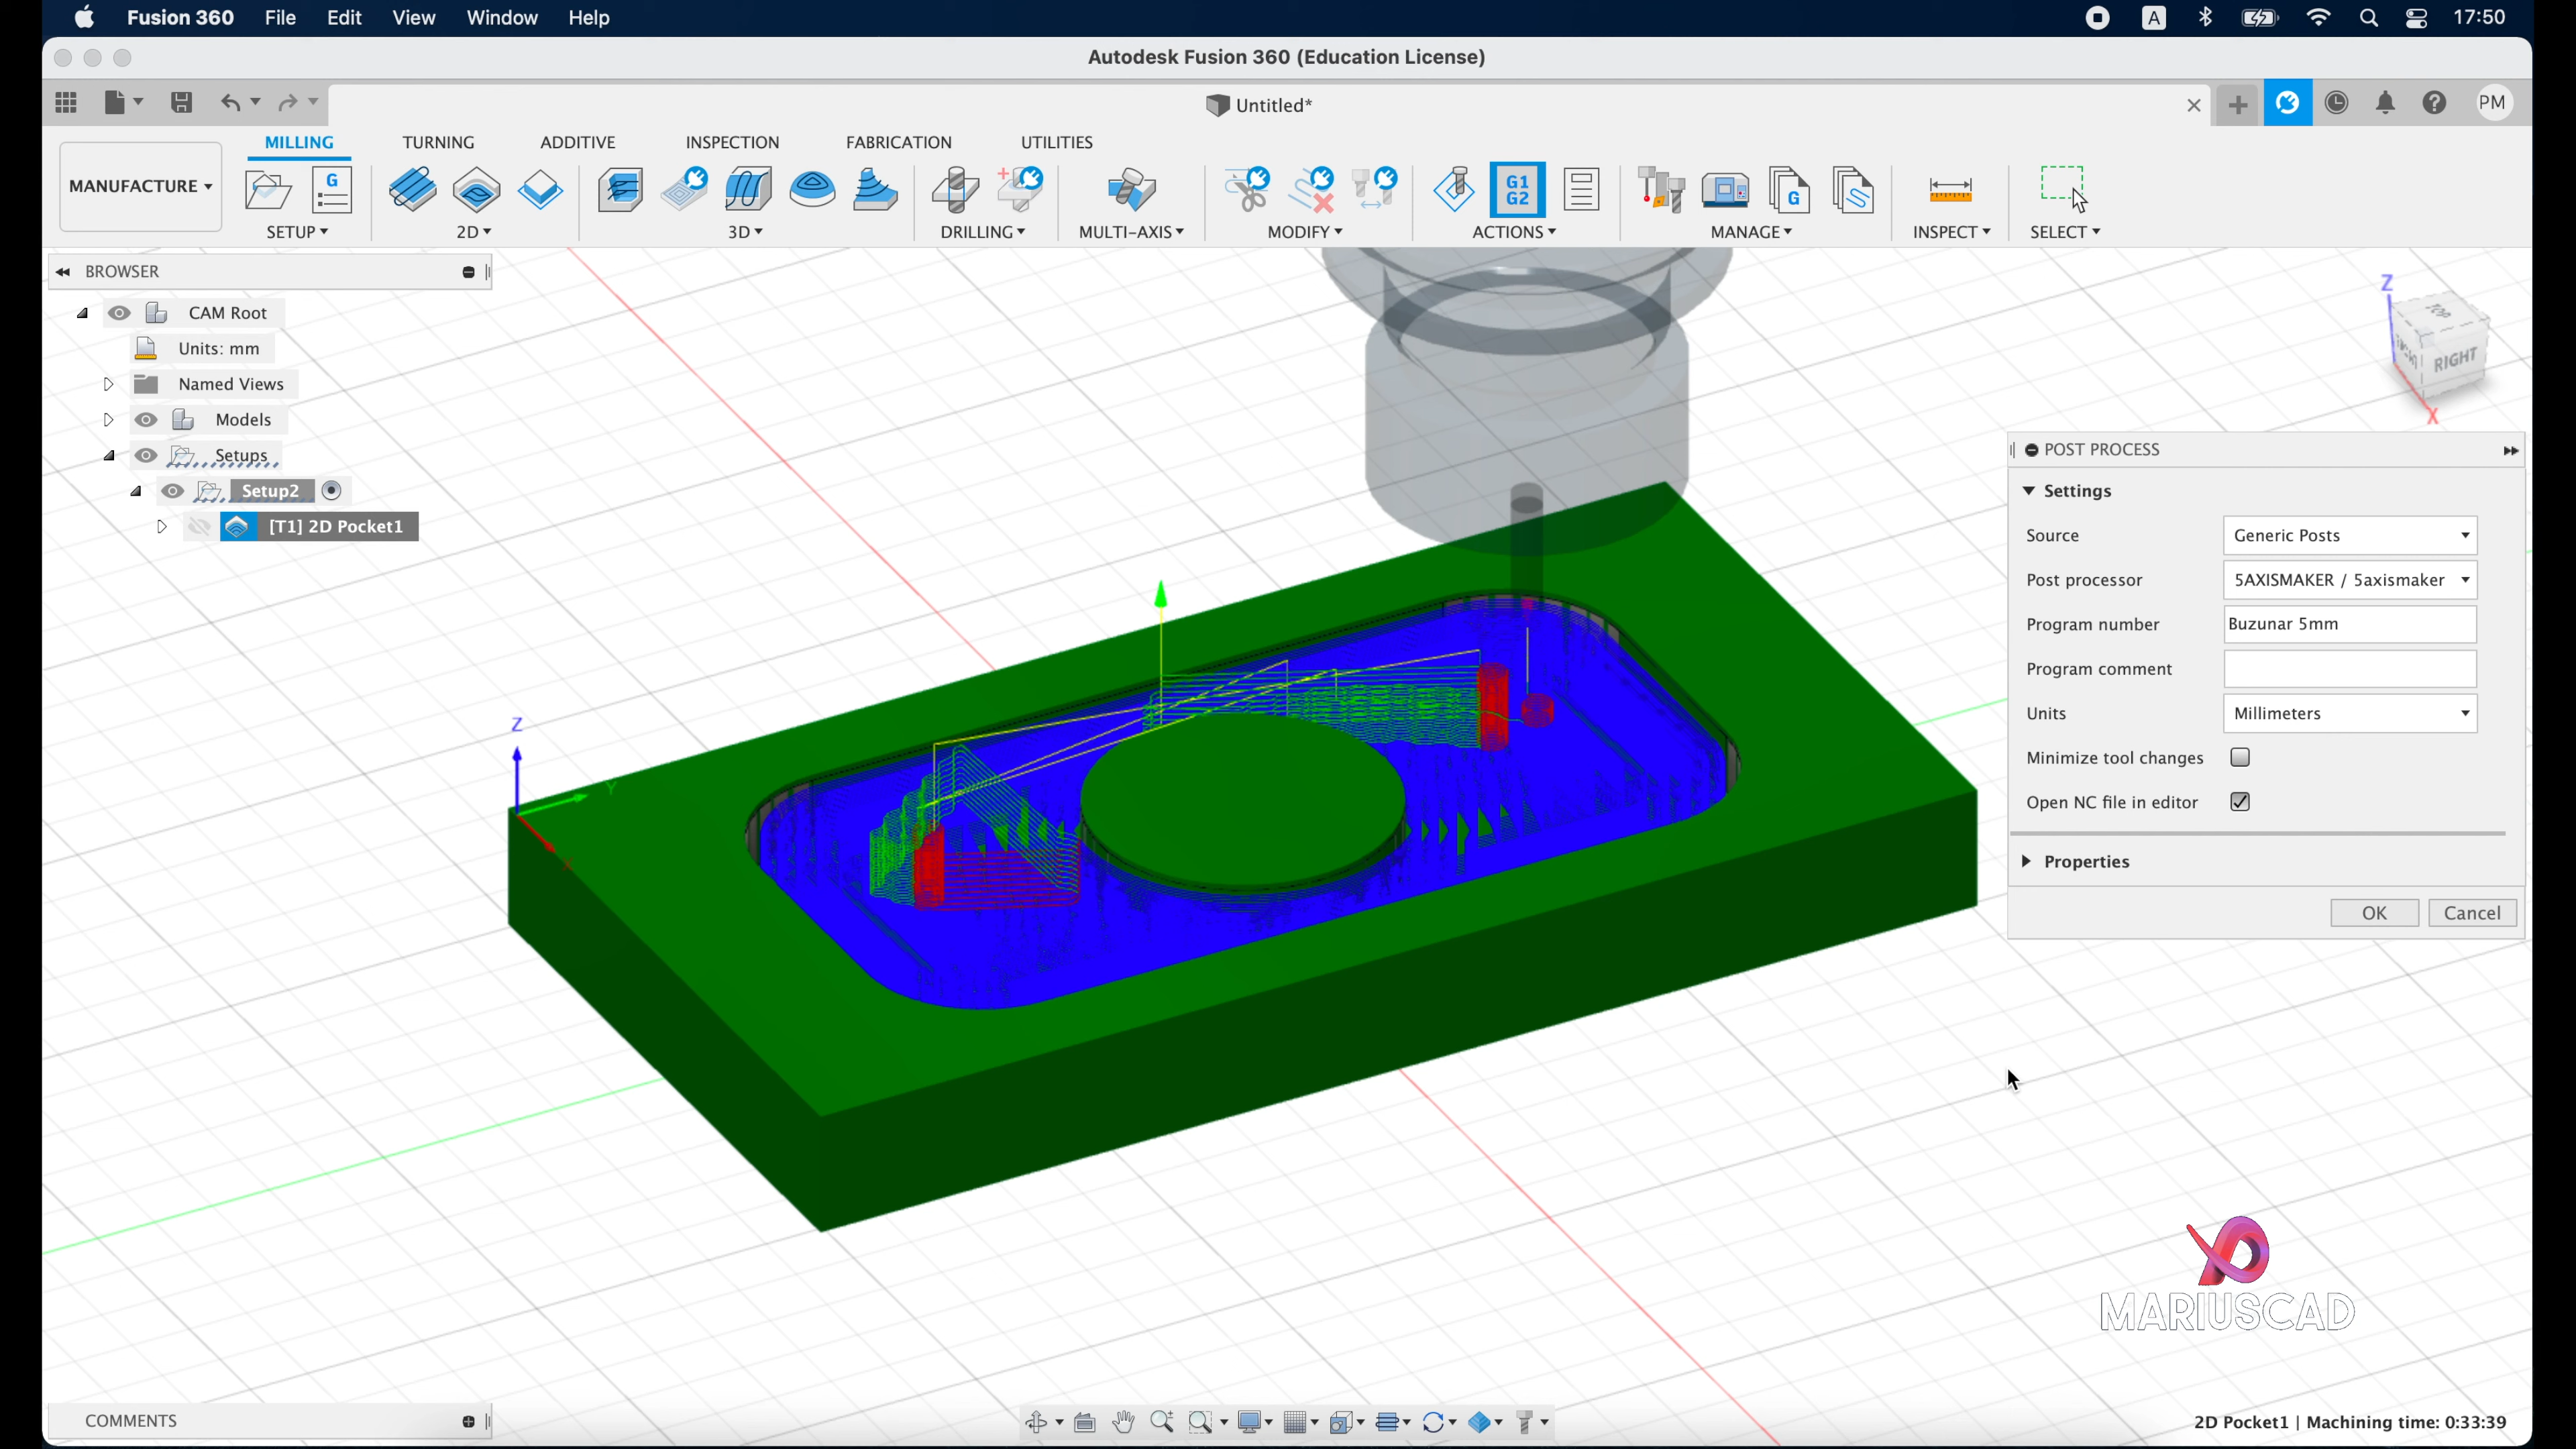 Fusion 360 File Edit View Window Help A 17:50
Autodesk Fusion 360 (Education License)
Untitled* PM
MILLING TURNING ADDITIVE INSPECTION FABRICATION UTILITIES
MANUFACTURE
G G1 G2 G
SETUP 2D 3D DRILLING MULTI-AXIS MODIFY ACTIONS MANAGE INSPECT SELECT
BROWSER
CAM Root
Units: mm
Named Views
Models
Setups
Setup2
[T1] 2D Pocket1
Z
TOP
RIGHT
X
Z
Y
X
POST PROCESS
Settings
Source Generic Posts
Post processor 5AXISMAKER / 5axismaker
Program number Buzunar 5mm
Program comment
Units Millimeters
Minimize tool changes
Open NC file in editor
Properties
OK Cancel
MARIUSCAD
COMMENTS
2D Pocket1 | Machining time: 0:33:39